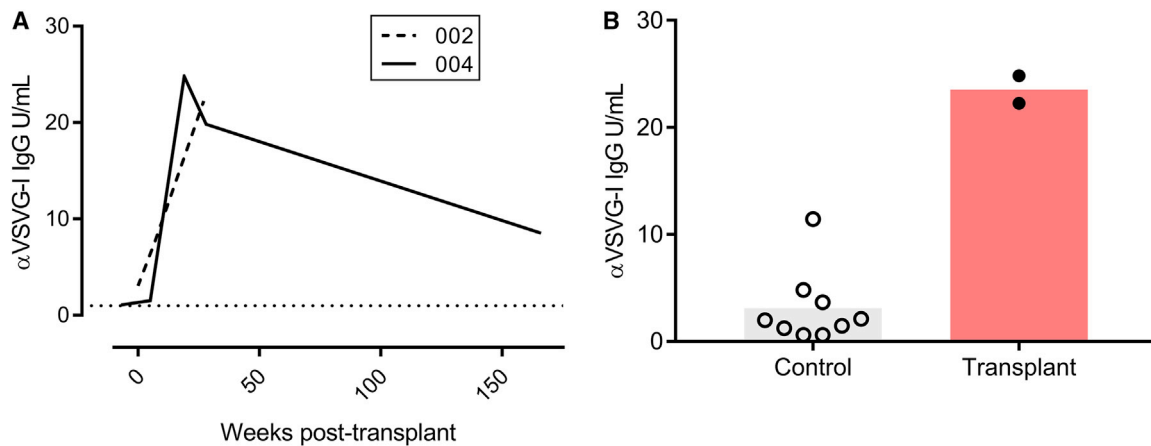 A
αVSVG-I IgG U/mL
30
20
10
0
002
004
0
50
100
150
Weeks post-transplant
B
αVSVG-I IgG U/mL
30
20
10
0
Control
Transplant